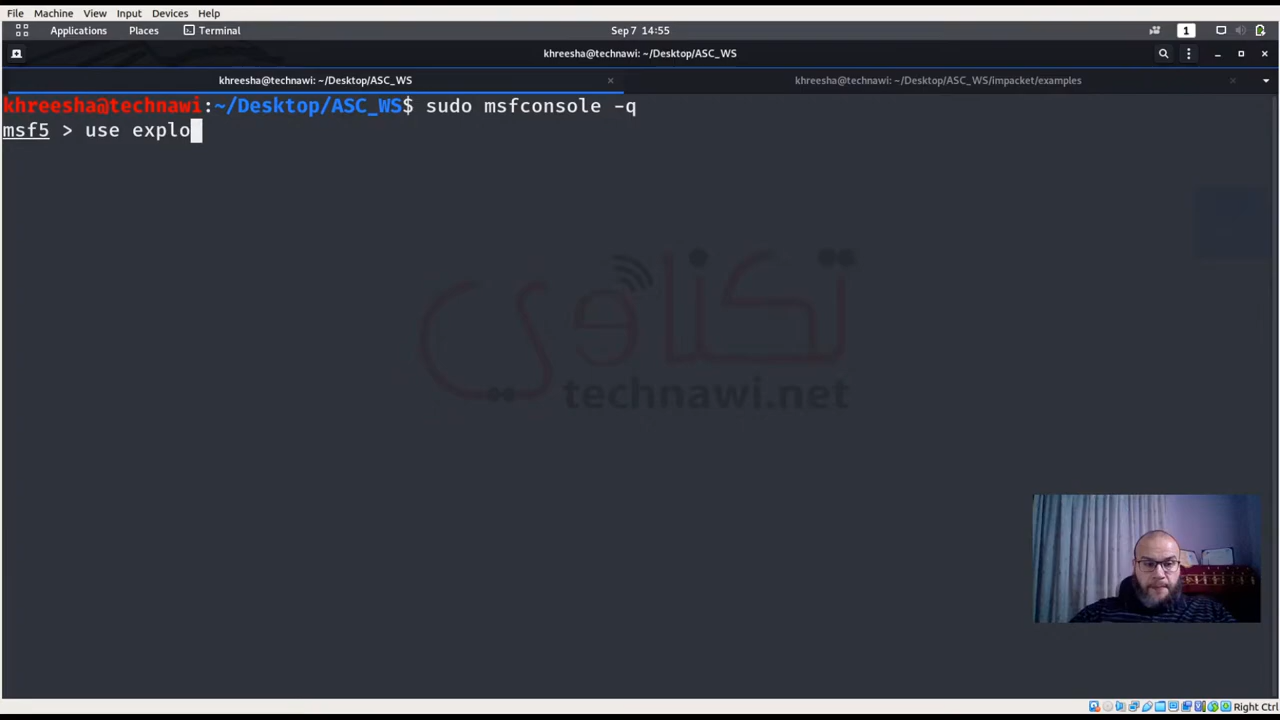 File Machine View Input Devices Help
Applications Places Terminal Sep 7 14:55 1
khreesha@technawi: ~/Desktop/ASC_WS
khreesha@technawi: ~/Desktop/ASC_WS khreesha@technawi: ~/Desktop/ASC_WS/impacket/examples
khreesha@technawi:~/Desktop/ASC_WS$ sudo msfconsole -q
msf5 > use explo
تكناوي
technawi.net
Right Ctrl